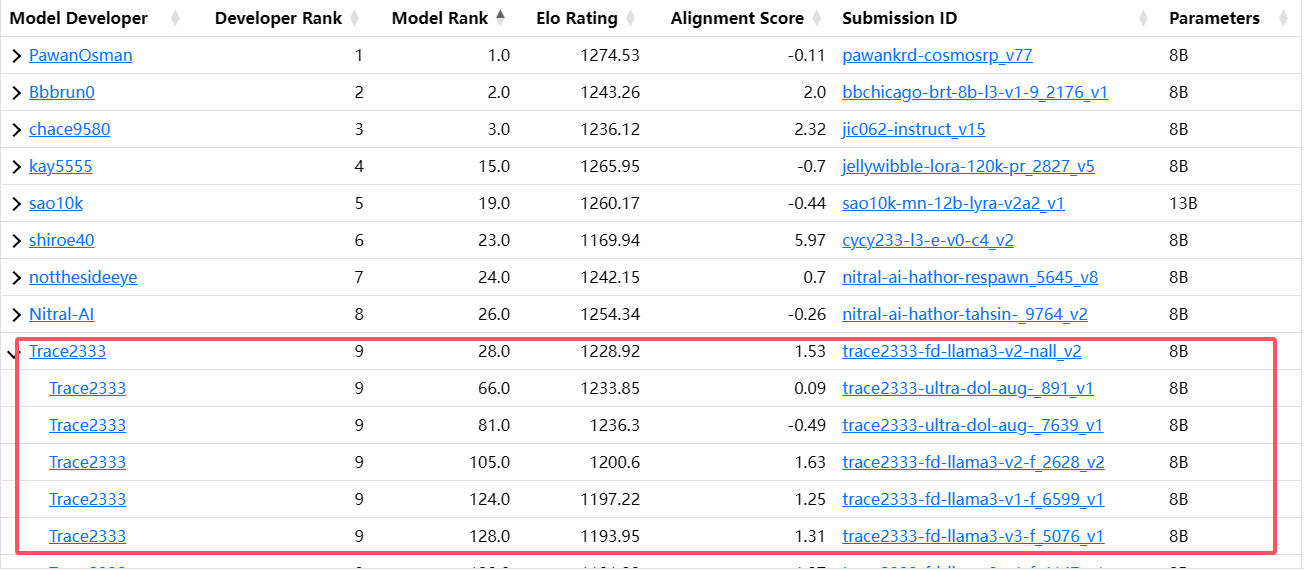 Model Developer Developer Rank Model Rank Elo Rating Alignment Score Submission ID Parameters
PawanOsman 1 1.0 1274.53 -0.11 pawankrd-cosmosrp_v77 8B
Bbbrun0 2 2.0 1243.26 2.0 bbchicago-brt-8b-l3-v1-9_2176_v1 8B
chace9580 3 3.0 1236.12 2.32 jic062-instruct_v15 8B
kay5555 4 15.0 1265.95 -0.7 jellywibble-lora-120k-pr_2827_v5 8B
sao10k 5 19.0 1260.17 -0.44 sao10k-mn-12b-lyra-v2a2_v1 13B
shiroe40 6 23.0 1169.94 5.97 cycy233-l3-e-v0-c4_v2 8B
notthesideeye 7 24.0 1242.15 0.7 nitral-ai-hathor-respawn_5645_v8 8B
Nitral-AI 8 26.0 1254.34 -0.26 nitral-ai-hathor-tahsin-_9764_v2 8B
Trace2333 9 28.0 1228.92 1.53 trace2333-fd-llama3-v2-nall_v2 8B
Trace2333 9 66.0 1233.85 0.09 trace2333-ultra-dol-aug-_891_v1 8B
Trace2333 9 81.0 1236.3 -0.49 trace2333-ultra-dol-aug-_7639_v1 8B
Trace2333 9 105.0 1200.6 1.63 trace2333-fd-llama3-v2-f_2628_v2 8B
Trace2333 9 124.0 1197.22 1.25 trace2333-fd-llama3-v1-f_6599_v1 8B
Trace2333 9 128.0 1193.95 1.31 trace2333-fd-llama3-v3-f_5076_v1 8B